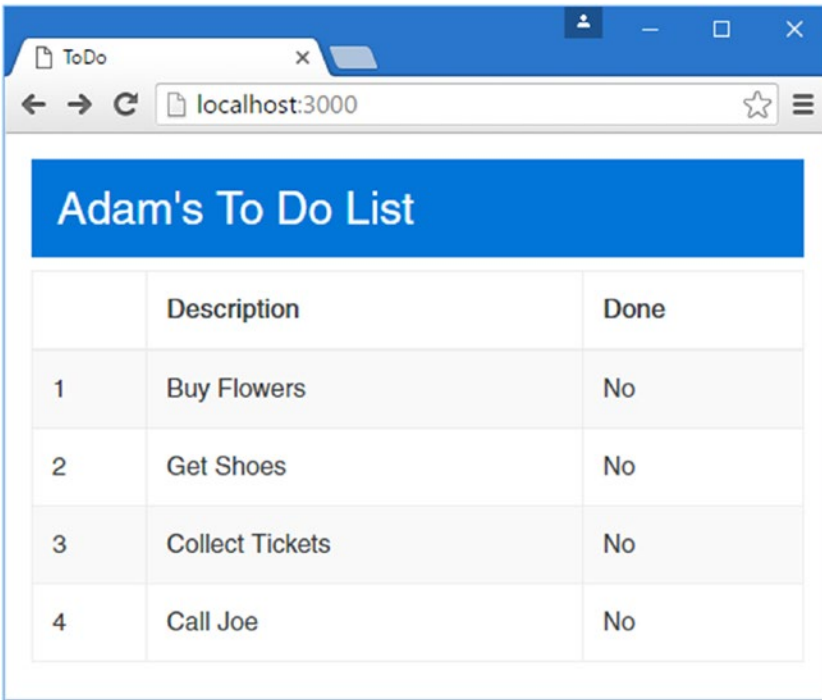 ToDo
localhost:3000
Adam's To Do List
Description Done
1 Buy Flowers No
2 Get Shoes No
3 Collect Tickets No
4 Call Joe No